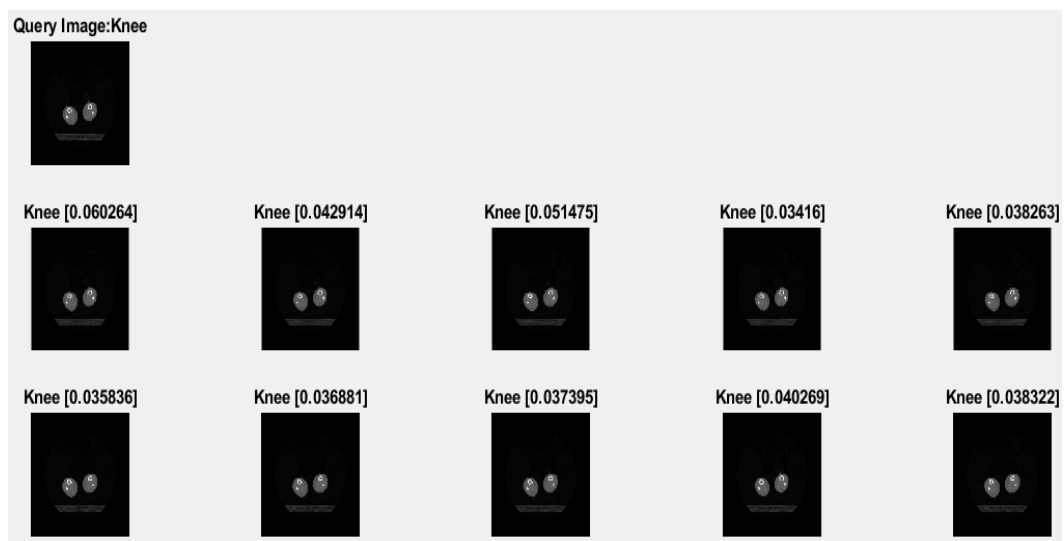 Query Image:Knee
Knee [0.060264] Knee [0.042914] Knee [0.051475] Knee [0.03416] Knee [0.038263]
Knee [0.035836] Knee [0.036881] Knee [0.037395] Knee [0.040269] Knee [0.038322]